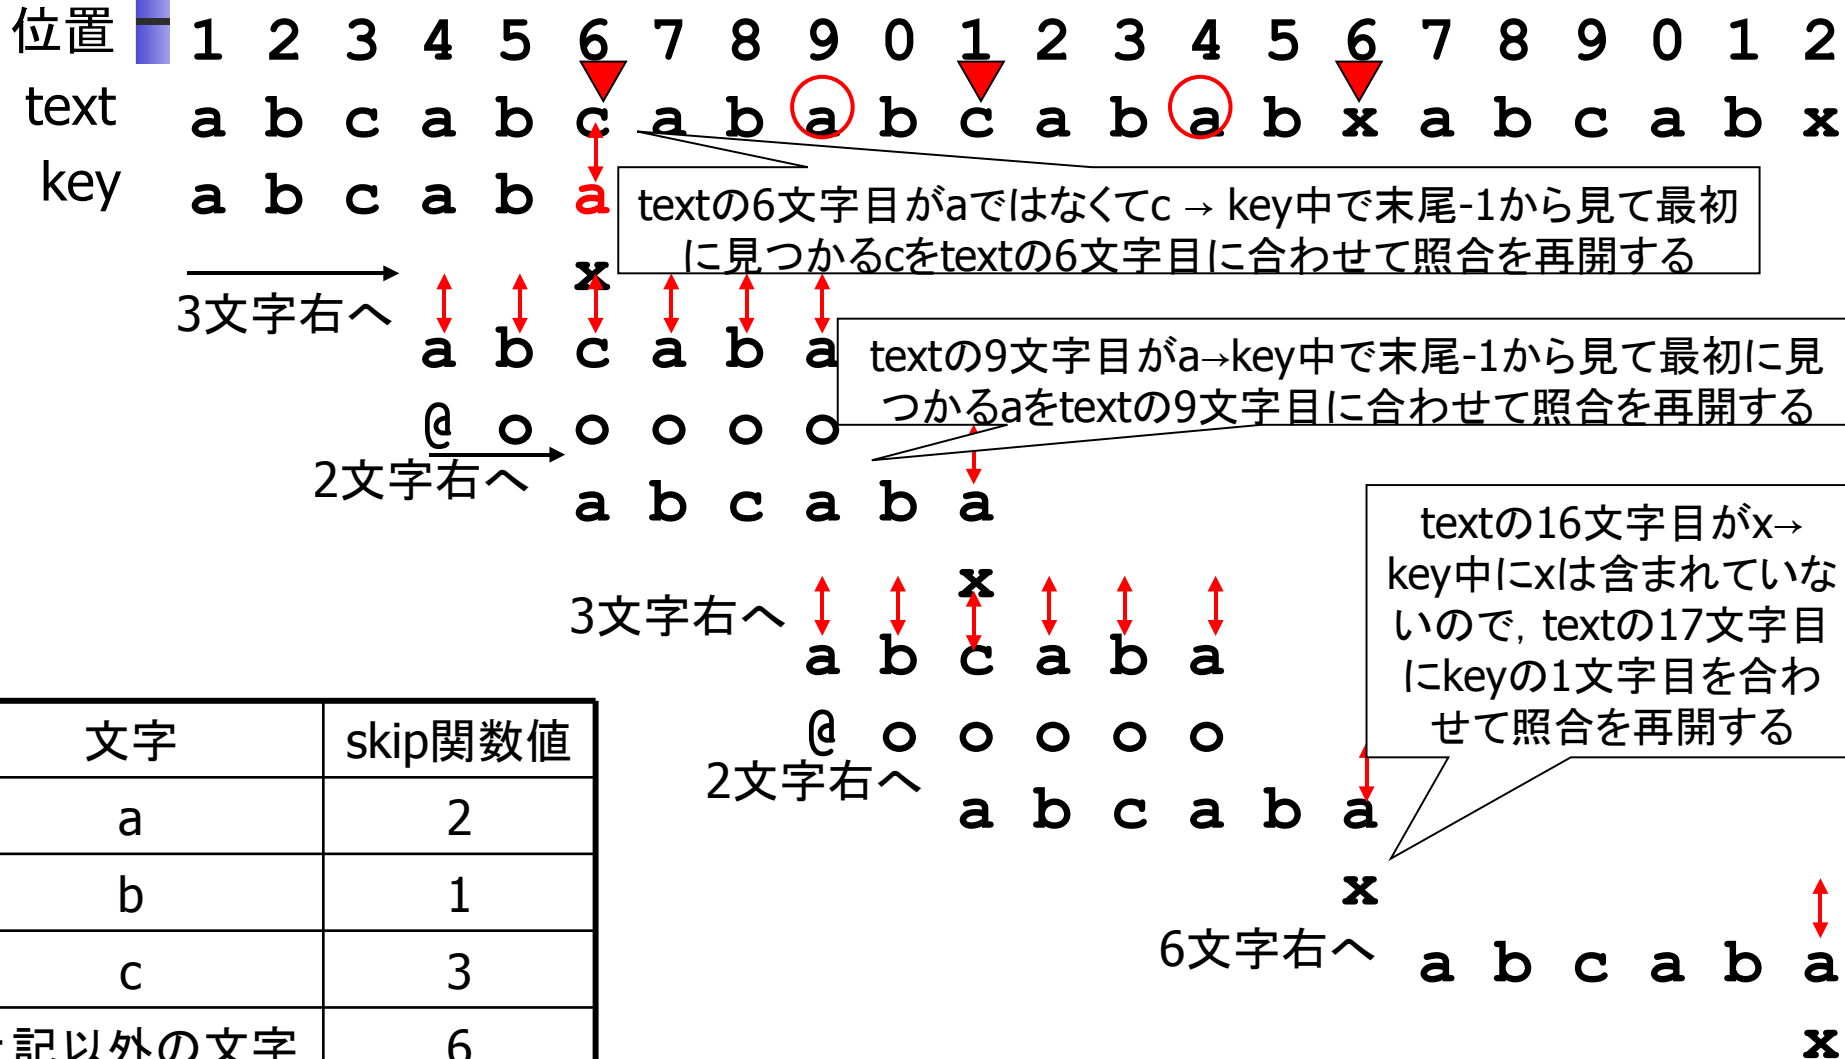 位置 1 2 3 4 5 6 7 8 9 0 1 2 3 4 5 6 7 8 9 0 1 2
text a b c a b c a b a b c a b a b x a b c a b x
key a b c a b a
textの6文字目がaではなくてc → key中で末尾-1から見て最初
に見つかるcをtextの6文字目に合わせて照合を再開する
x
3文字右へ
a b c a b a
textの9文字目がa→key中で末尾-1から見て最初に見
つかるaをtextの9文字目に合わせて照合を再開する
@ o o o o o
2文字右へ
a b c a b a
textの16文字目がx→
key中にxは含まれていな
いので, textの17文字目
にkeyの1文字目を合わ
せて照合を再開する
x
3文字右へ
a b c a b a
@ o o o o o
2文字右へ
a b c a b a
x
6文字右へ
a b c a b a
x
文字 skip関数値
a 2
b 1
c 3
記以外の文字 6